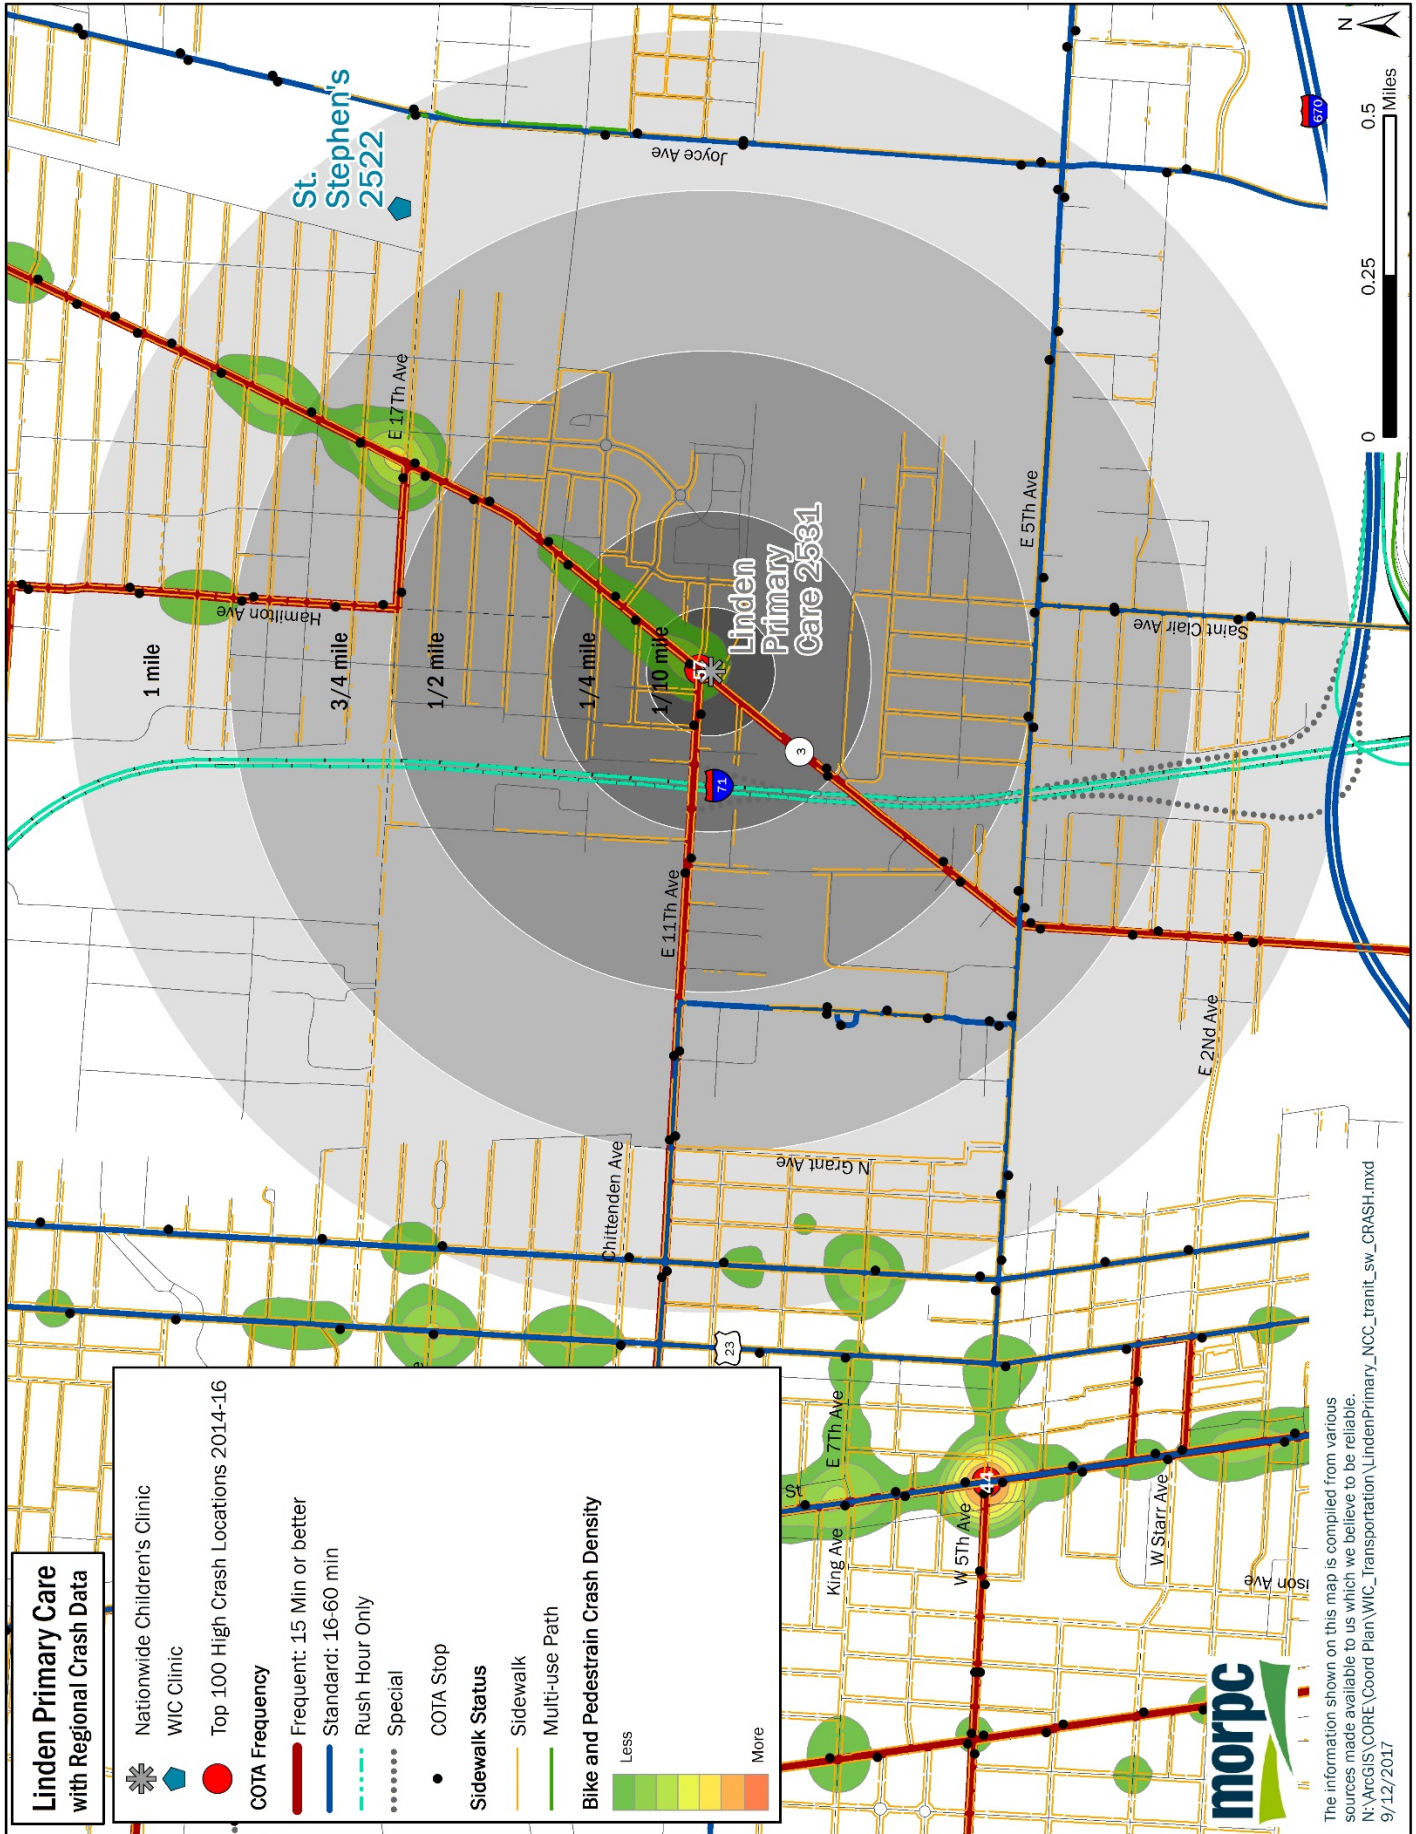 Linden Primary Care
with Regional Crash Data
Nationwide Children's Clinic
WIC Clinic
Top 100 High Crash Locations 2014-16
COTA Frequency
Frequent: 15 Min or better
Standard: 16-60 min
Rush Hour Only
Special
COTA Stop
Sidewalk Status
Sidewalk
Multi-use Path
Bike and Pedestrian Crash Density
Less
More
1 mile
3/4 mile
1/2 mile
1/4 mile
1/10 mile
Hamilton Ave
E 17Th Ave
St.
Stephen's
2522
Joyce Ave
57
Linden
Primary
Care 2531
71
3
E 11Th Ave
Chittenden Ave
N Grant Ave
E 5Th Ave
Saint Clair Ave
E 2Nd Ave
23
E 7Th Ave
St
King Ave
W 5Th Ave
44
W Starr Ave
ison Ave
670
N
0
0.25
0.5
Miles
morpc
The information shown on this map is compiled from various
sources made available to us which we believe to be reliable.
N:\ArcGIS\CORE\Coord Plan\WIC_Transportation\LindenPrimary_NCC_tranit_sw_CRASH.mxd
9/12/2017